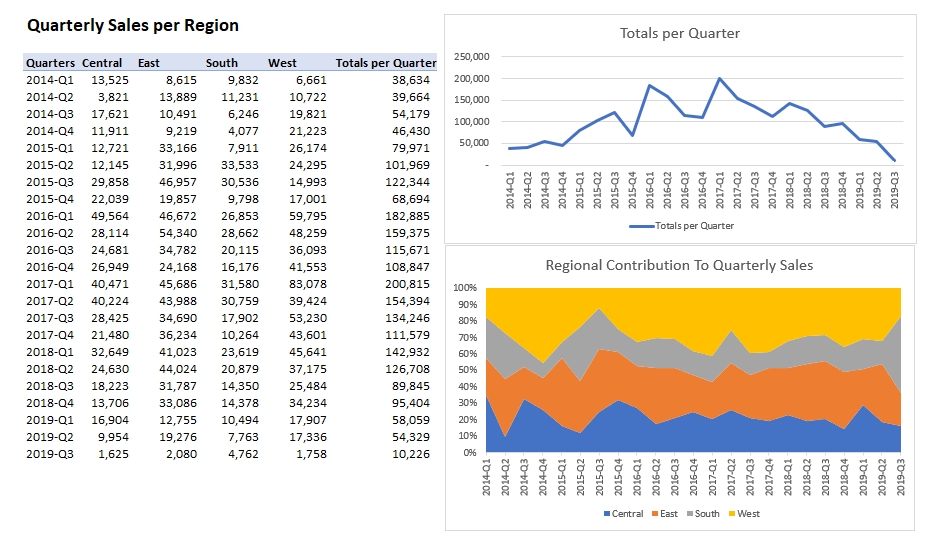 Quarterly Sales per Region
Quarters Central East South West Totals per Quarter
2014-Q1 13,525 8,615 9,832 6,661 38,634
2014-Q2 3,821 13,889 11,231 10,722 39,664
2014-Q3 17,621 10,491 6,246 19,821 54,179
2014-Q4 11,911 9,219 4,077 21,223 46,430
2015-Q1 12,721 33,166 7,911 26,174 79,971
2015-Q2 12,145 31,996 33,533 24,295 101,969
2015-Q3 29,858 46,957 30,536 14,993 122,344
2015-Q4 22,039 19,857 9,798 17,001 68,694
2016-Q1 49,564 46,672 26,853 59,795 182,885
2016-Q2 28,114 54,340 28,662 48,259 159,375
2016-Q3 24,681 34,782 20,115 36,093 115,671
2016-Q4 26,949 24,168 16,176 41,553 108,847
2017-Q1 40,471 45,686 31,580 83,078 200,815
2017-Q2 40,224 43,988 30,759 39,424 154,394
2017-Q3 28,425 34,690 17,902 53,230 134,246
2017-Q4 21,480 36,234 10,264 43,601 111,579
2018-Q1 32,649 41,023 23,619 45,641 142,932
2018-Q2 24,630 44,024 20,879 37,175 126,708
2018-Q3 18,223 31,787 14,350 25,484 89,845
2018-Q4 13,706 33,086 14,378 34,234 95,404
2019-Q1 16,904 12,755 10,494 17,907 58,059
2019-Q2 9,954 19,276 7,763 17,336 54,329
2019-Q3 1,625 2,080 4,762 1,758 10,226
Totals per Quarter
250,000
200,000
150,000
100,000
50,000
-
2014-Q1
2014-Q2
2014-Q3
2014-Q4
2015-Q1
2015-Q2
2015-Q3
2015-Q4
2016-Q1
2016-Q2
2016-Q3
2016-Q4
2017-Q1
2017-Q2
2017-Q3
2017-Q4
2018-Q1
2018-Q2
2018-Q3
2018-Q4
2019-Q1
2019-Q2
2019-Q3
Totals per Quarter
Regional Contribution To Quarterly Sales
100%
90%
80%
70%
60%
50%
40%
30%
20%
10%
0%
2014-Q1
2014-Q2
2014-Q3
2014-Q4
2015-Q1
2015-Q2
2015-Q3
2015-Q4
2016-Q1
2016-Q2
2016-Q3
2016-Q4
2017-Q1
2017-Q2
2017-Q3
2017-Q4
2018-Q1
2018-Q2
2018-Q3
2018-Q4
2019-Q1
2019-Q2
2019-Q3
Central East South West